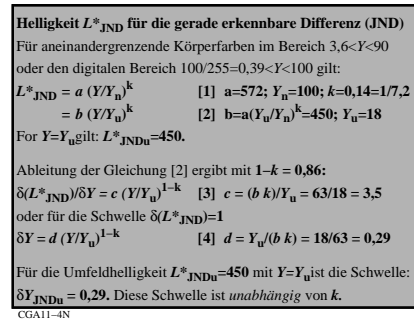 Helligkeit L*JND für die gerade erkennbare Differenz (JND)
Für aneinandergrenzende Körperfarben im Bereich 3,6<Y<90
oder den digitalen Bereich 100/255=0,39<Y<100 gilt:
L*JND = a (Y/Yn)^k [1] a=572; Yn=100; k=0,14=1/7,2
= b (Y/Yu)^k [2] b=a(Yu/Yn)^k=450; Yu=18
For Y=Yugilt: L*JNDu=450.
Ableitung der Gleichung [2] ergibt mit 1–k = 0,86:
δ(L*JND)/δY = c (Y/Yu)^1–k [3] c = (b k)/Yu = 63/18 = 3,5
oder für die Schwelle δ(L*JND)=1
δY = d (Y/Yu)^1–k [4] d = Yu/(b k) = 18/63 = 0,29
Für die Umfeldhelligkeit L*JNDu=450 mit Y=Yuist die Schwelle:
δYJNDu = 0,29. Diese Schwelle ist unabhängig von k.
CGA11-4N